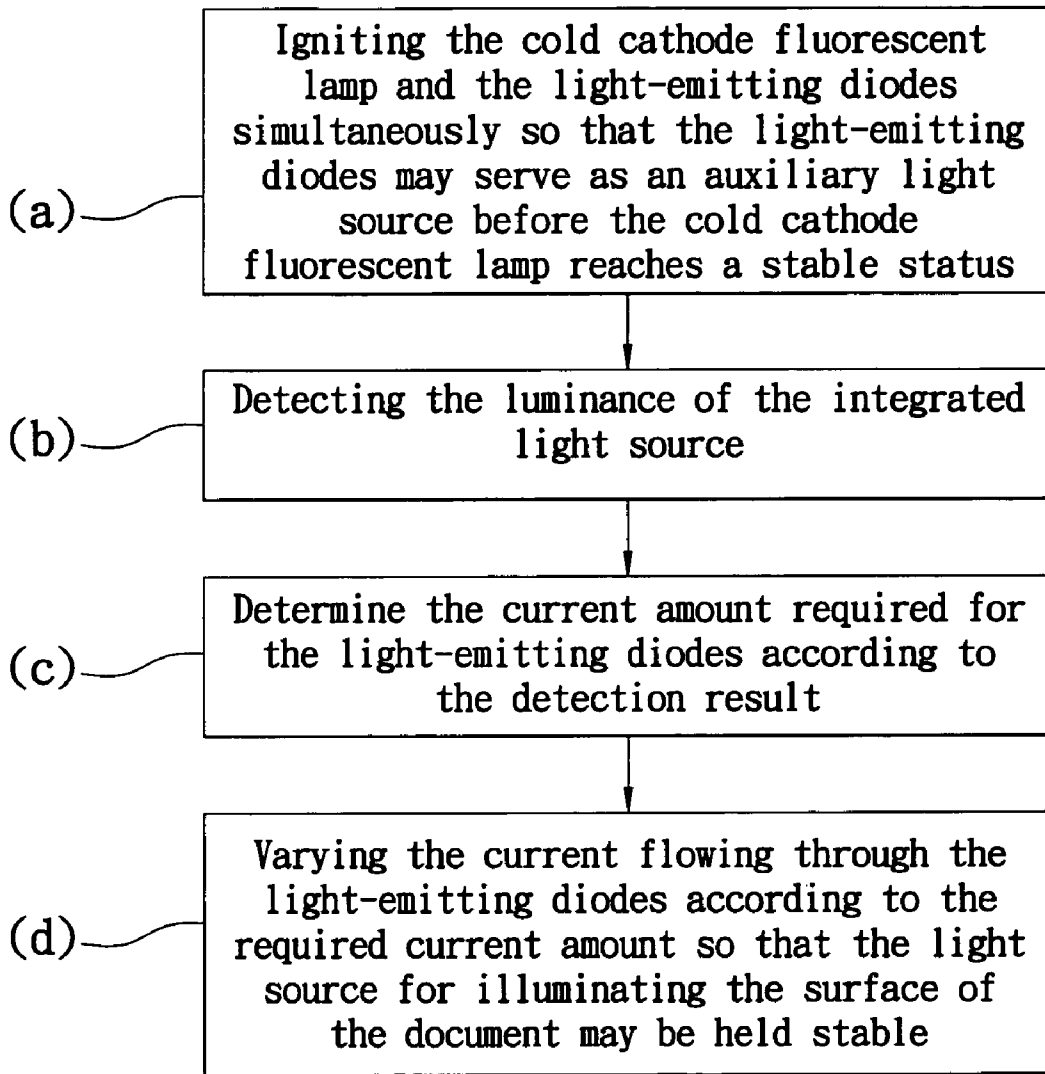 Igniting the cold cathode fluorescent
lamp and the light-emitting diodes
simultaneously so that the light-emitting
diodes may serve as an auxiliary light
source before the cold cathode
fluorescent lamp reaches a stable status
(a)
Detecting the luminance of the integrated
light source
(b)
Determine the current amount required for
the light-emitting diodes according to
the detection result
(c)
Varying the current flowing through the
light-emitting diodes according to the
required current amount so that the light
source for illuminating the surface of
the document may be held stable
(d)